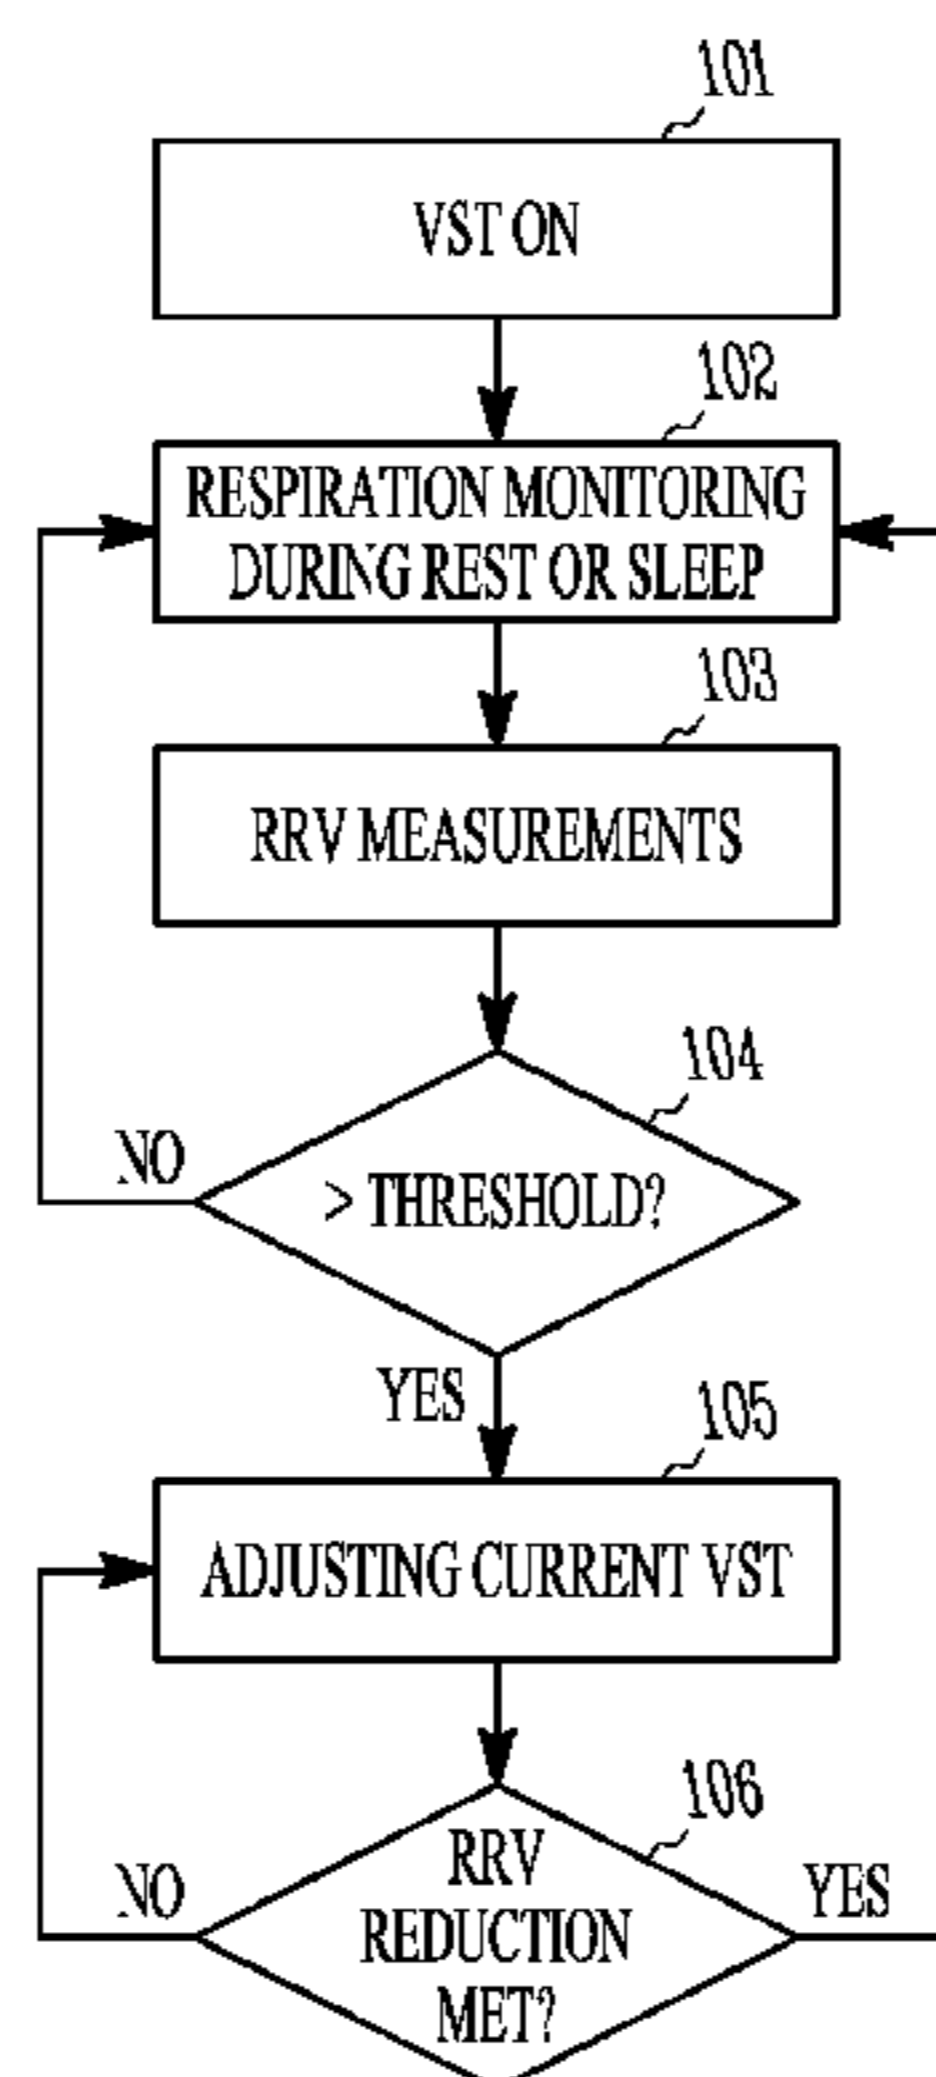 101
VST ON
102
RESPIRATION MONITORING
DURING REST OR SLEEP
103
RRV MEASUREMENTS
104
NO
> THRESHOLD?
YES
105
ADJUSTING CURRENT VST
106
RRV
NO
YES
REDUCTION
MET?